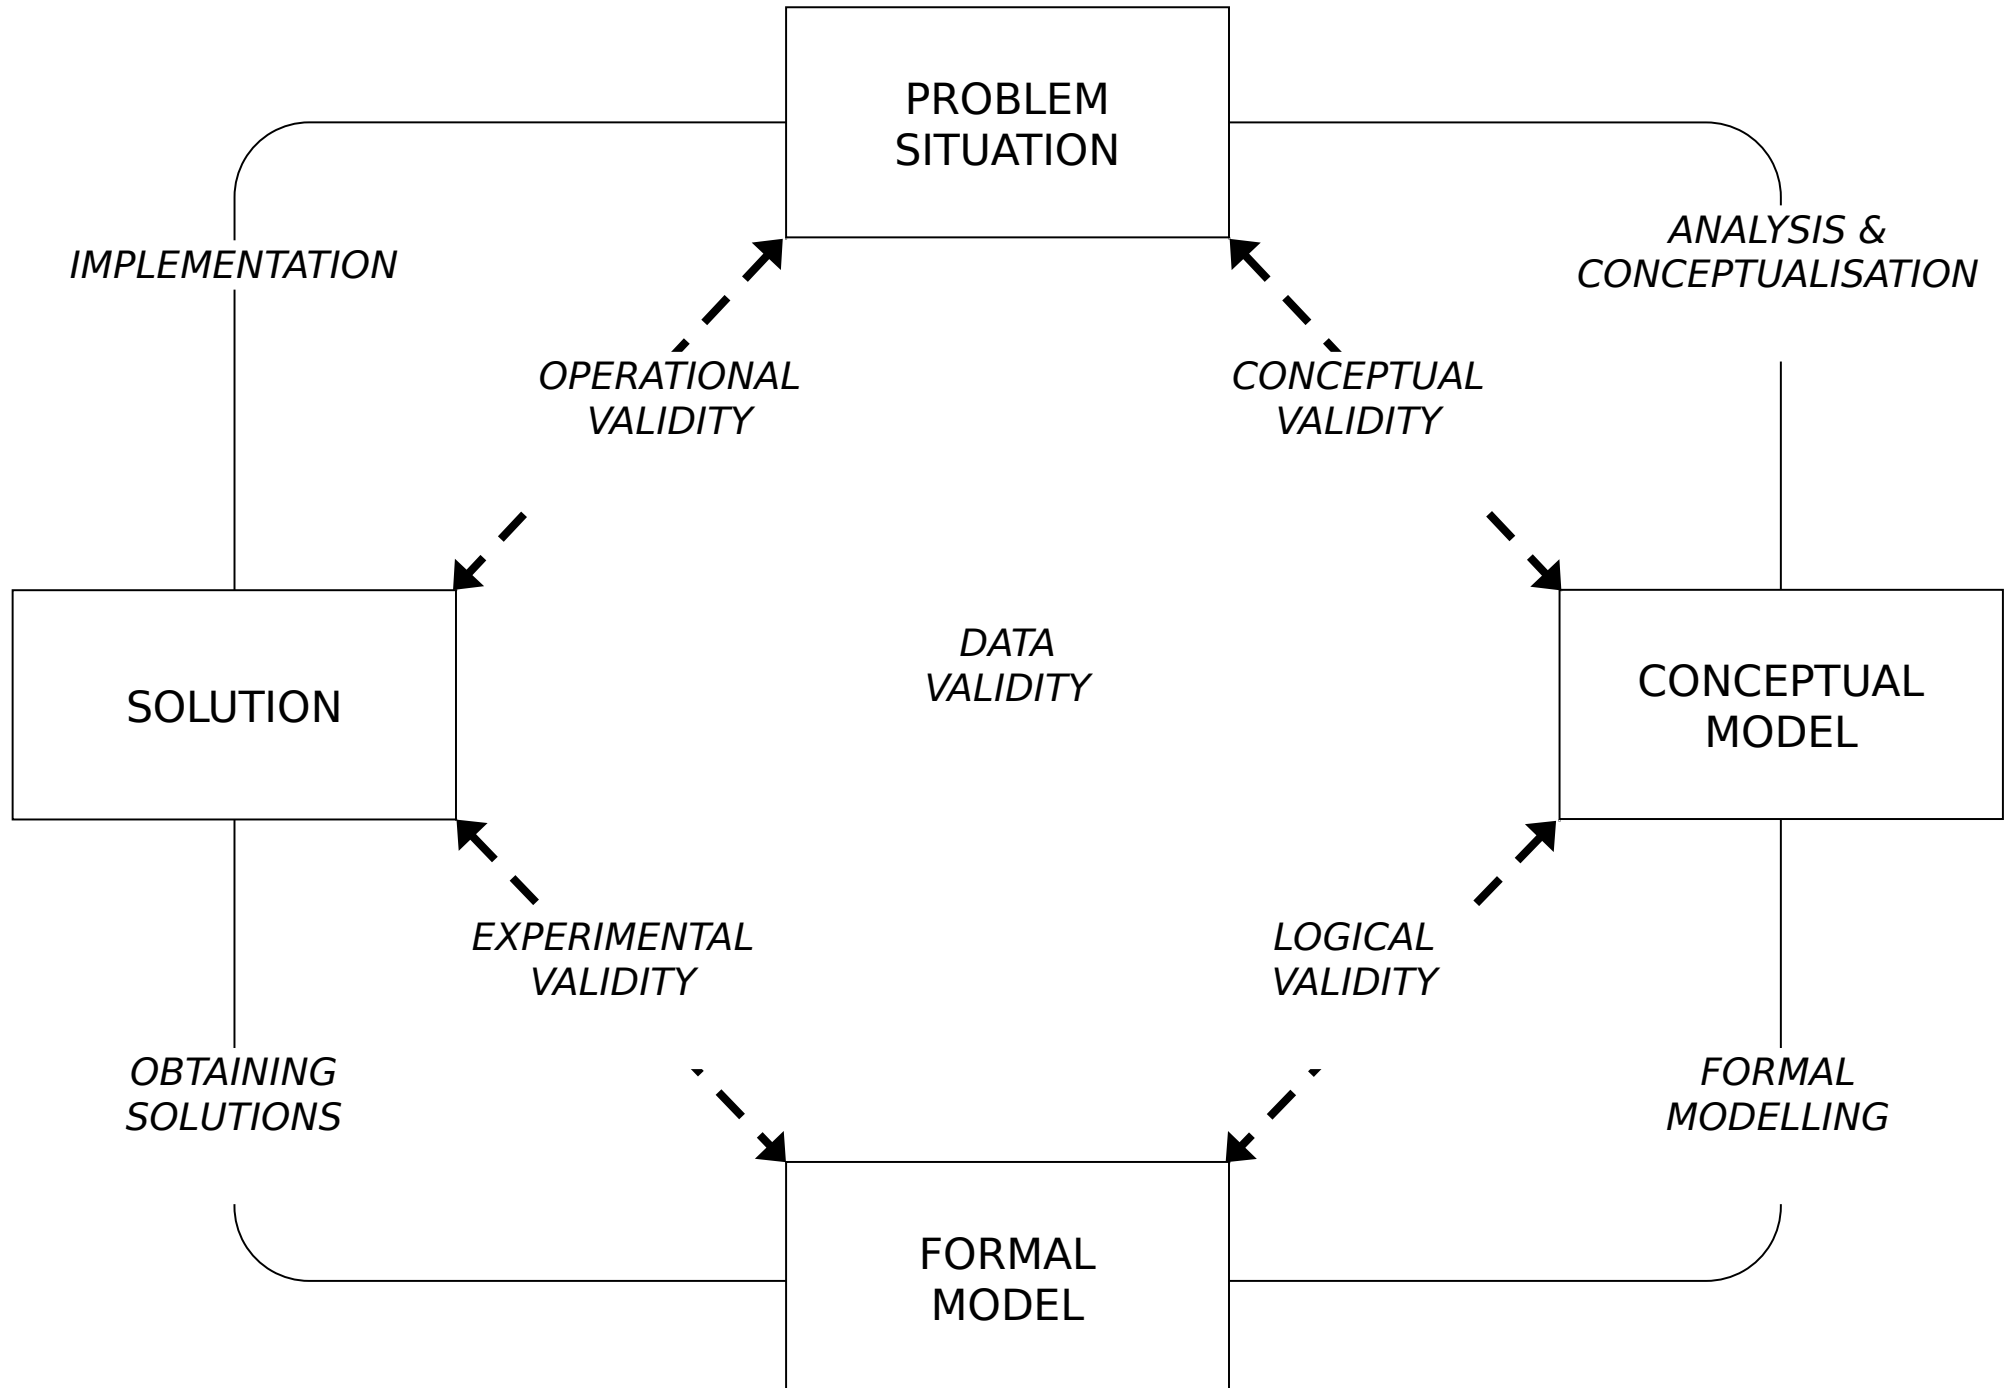 PROBLEM
SITUATION
IMPLEMENTATION
ANALYSIS &
CONCEPTUALISATION
OPERATIONAL
VALIDITY
CONCEPTUAL
VALIDITY
DATA
VALIDITY
SOLUTION
CONCEPTUAL
MODEL
EXPERIMENTAL
VALIDITY
LOGICAL
VALIDITY
OBTAINING
SOLUTIONS
FORMAL
MODELLING
FORMAL
MODEL